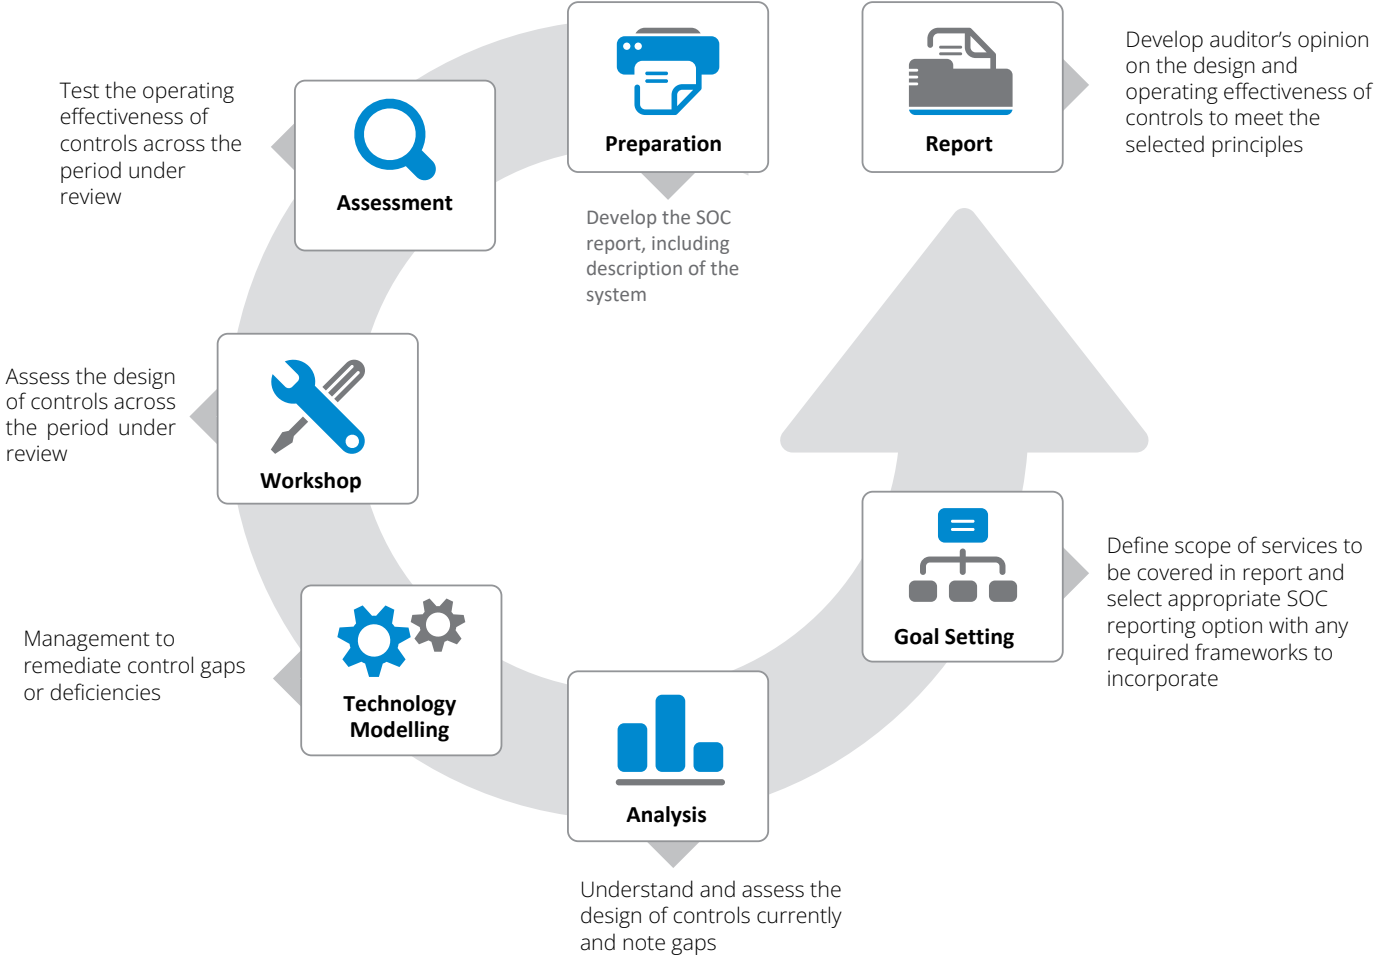 Preparation
Develop the SOC
report, including
description of the
system
Report
Develop auditor’s opinion
on the design and
operating effectiveness of
controls to meet the
selected principles
Test the operating
effectiveness of
controls across the
period under
review
Assessment
Assess the design
of controls across
the period under
review
Workshop
Management to
remediate control gaps
or deficiencies
Technology
Modelling
Analysis
Understand and assess the
design of controls currently
and note gaps
Goal Setting
Define scope of services to
be covered in report and
select appropriate SOC
reporting option with any
required frameworks to
incorporate